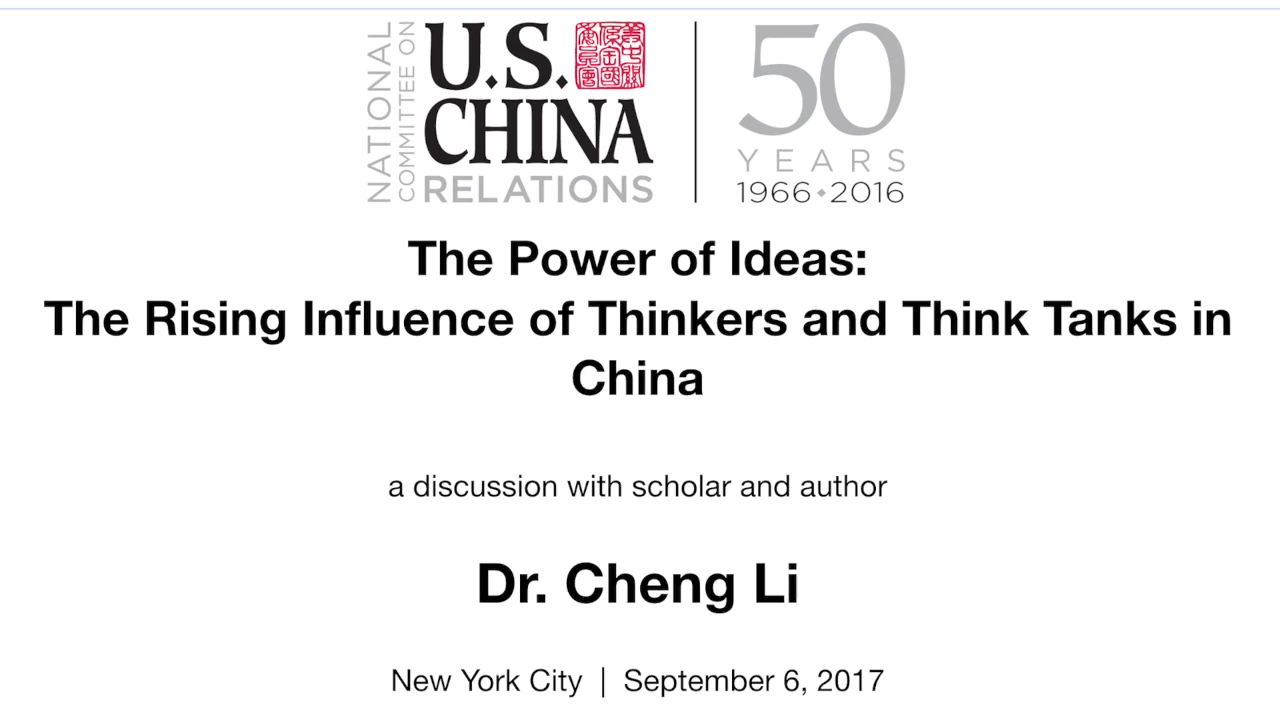 NATIONAL
COMMITTEE ON
U.S.
CHINA
RELATIONS
50
YEARS
1966 • 2016
The Power of Ideas:
The Rising Influence of Thinkers and Think Tanks in
China
a discussion with scholar and author
Dr. Cheng Li
New York City | September 6, 2017